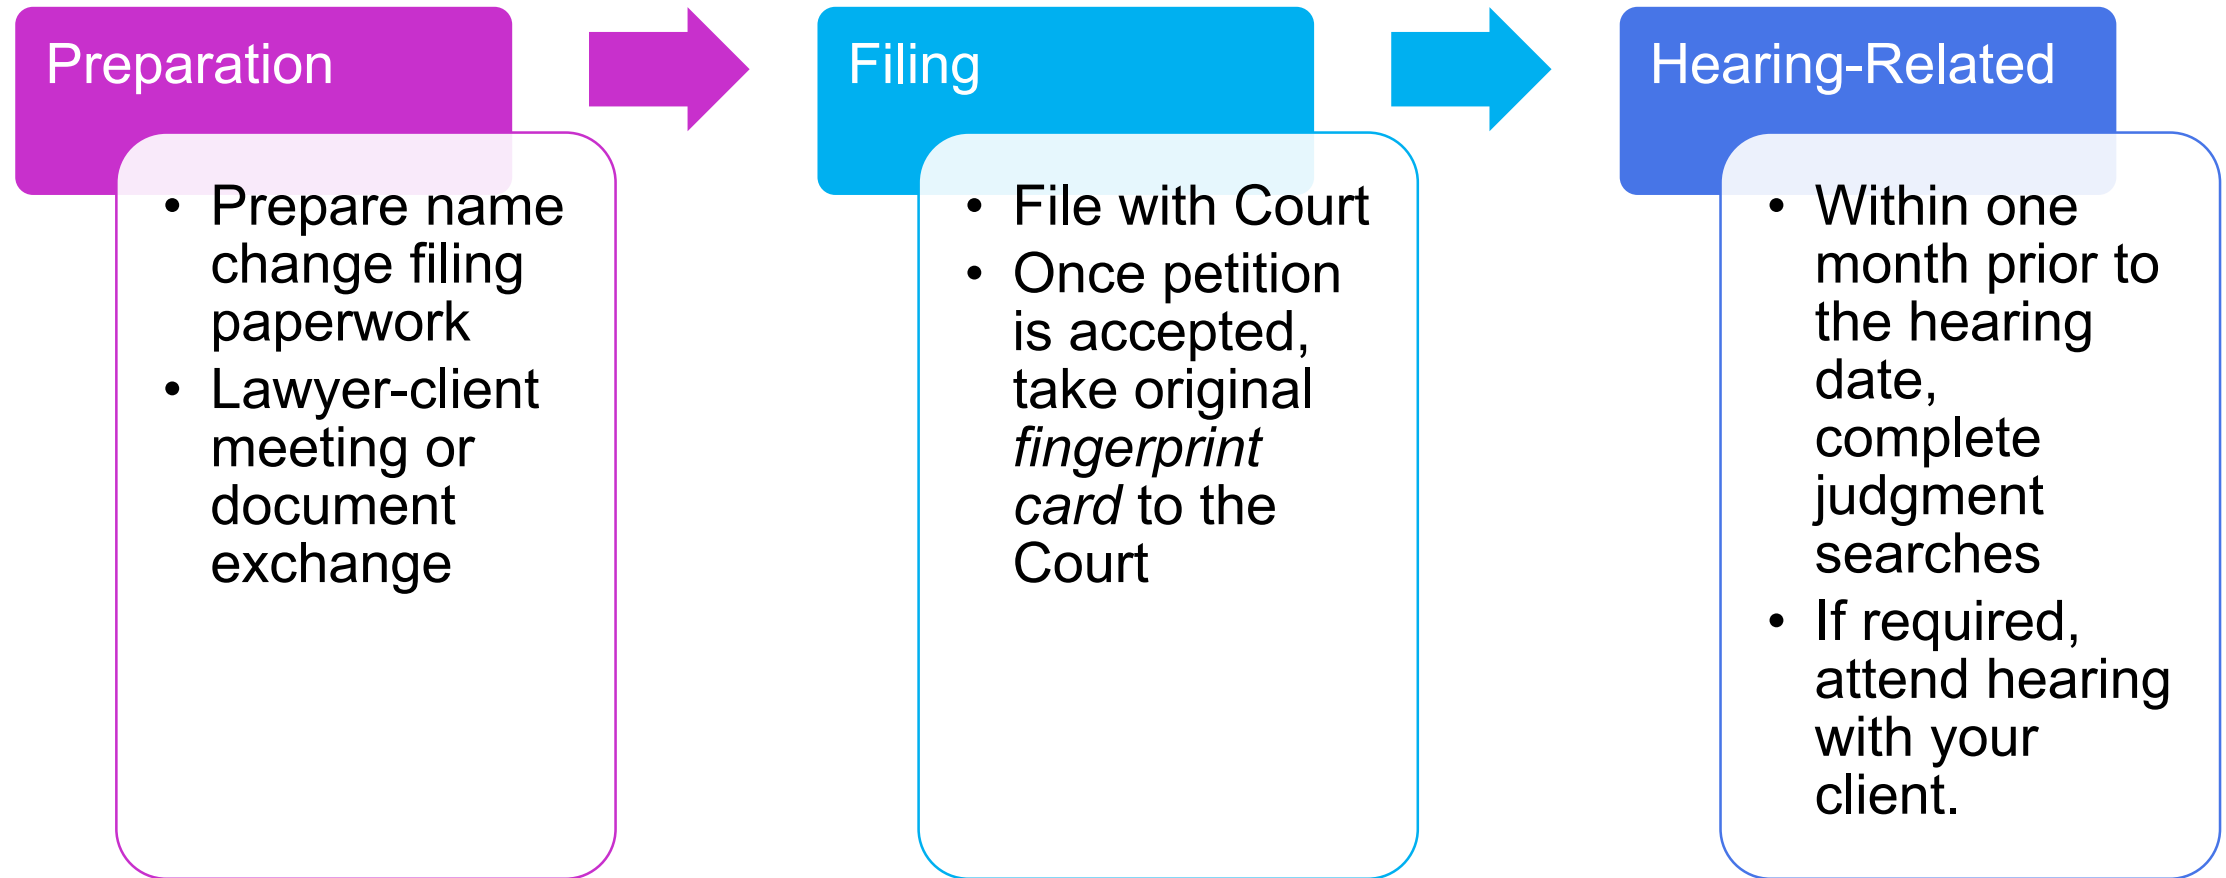 Preparation
• Prepare name
change filing
paperwork
• Lawyer-client
meeting or
document
exchange
Filing
• File with Court
• Once petition
is accepted,
take original
fingerprint
card to the
Court
Hearing-Related
• Within one
month prior to
the hearing
date,
complete
judgment
searches
• If required,
attend hearing
with your
client.